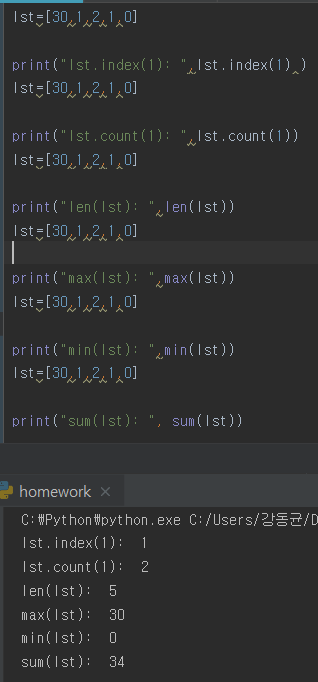 lst=[30,1,2,1,0]
print("lst.index(1): ",lst.index(1) )
lst=[30,1,2,1,0]
print("lst.count(1): ",lst.count(1))
lst=[30,1,2,1,0]
print("len(lst): ",len(lst))
lst=[30,1,2,1,0]
print("max(lst): ",max(lst))
lst=[30,1,2,1,0]
print("min(lst): ",min(lst))
lst=[30,1,2,1,0]
print("sum(lst): ", sum(lst))
homework ×
C:₩Python₩python.exe C:/Users/강동균/D
lst.index(1):  1
lst.count(1):  2
len(lst):  5
max(lst):  30
min(lst):  0
sum(lst):  34